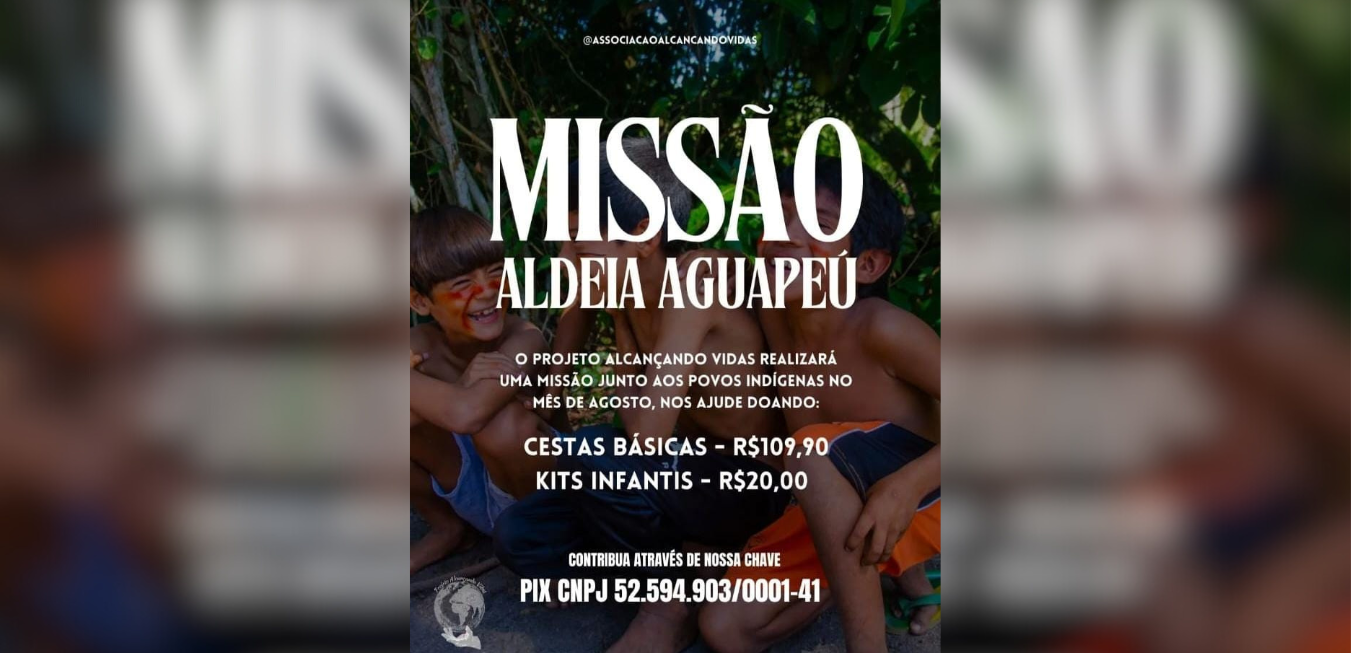 @ASSOCIACAOALCANCANDOVIDAS
MISSÃO
ALDEIA AGUAPEÚ
O PROJETO ALCANÇANDO VIDAS REALIZARÁ
UMA MISSÃO JUNTO AOS POVOS INDÍGENAS NO
MÊS DE AGOSTO, NOS AJUDE DOANDO:
CESTAS BÁSICAS - R$109,90
KITS INFANTIS - R$20,00
CONTRIBUA ATRAVÉS DE NOSSA CHAVE
PIX CNPJ 52.594.903/0001-41